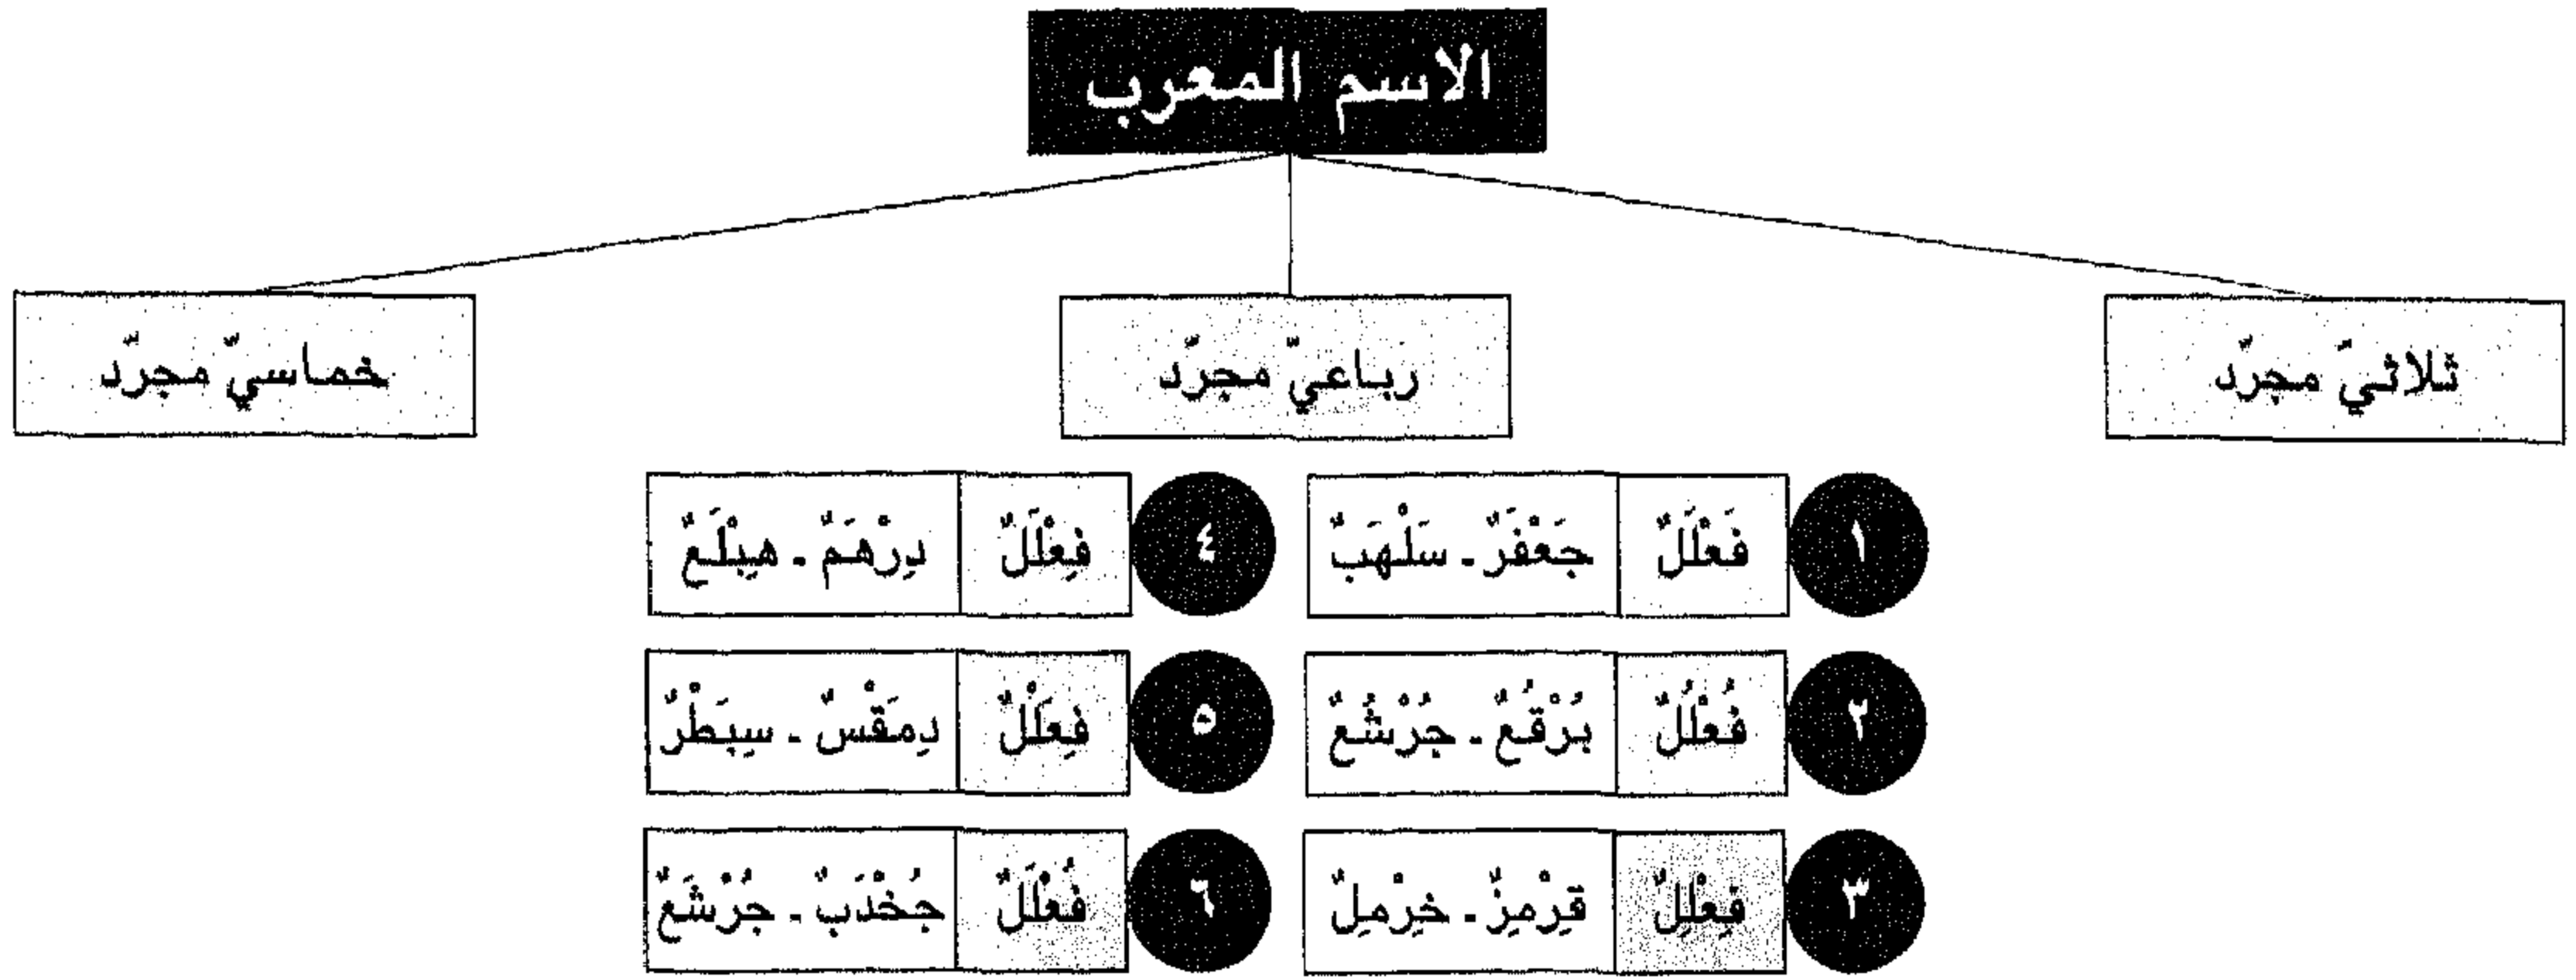 الاسم المعرب
ثلاثيّ مجرّد
رباعيّ مجرّد
خماسيّ مجرّد
١ فَعْلَلٌ جَعْفَرٌ - سَلْهَبٌ
٢ فُعْلُلٌ بُرْقُعٌ - جُرْشُعٌ
٣ فِعْلِلٌ قِرْمِزٌ - خِرْمِلٌ
٤ فِعْلَلٌ دِرْهَمٌ - هِبْلَعٌ
٥ فِعَلْلٌ دِمَقْسٌ - سِبَطْرٌ
٦ فُعْلَلٌ جُخْدَبٌ - جُرْشَعٌ